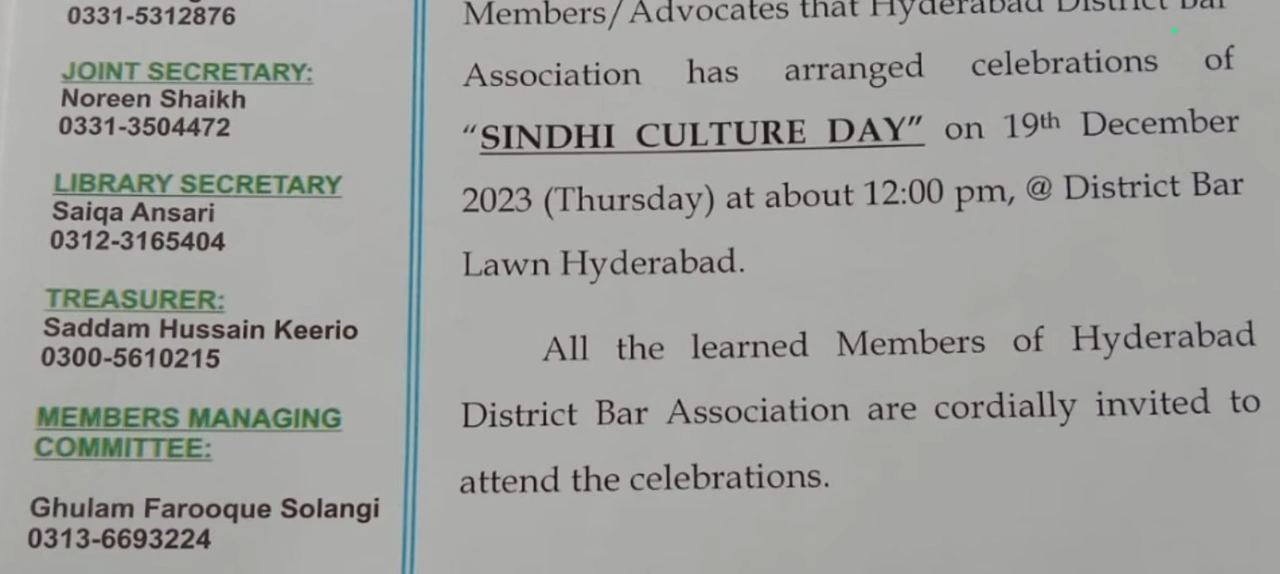 0331-5312876
JOINT SECRETARY:
Noreen Shaikh
0331-3504472
LIBRARY SECRETARY
Saiqa Ansari
0312-3165404
TREASURER:
Saddam Hussain Keerio
0300-5610215
MEMBERS MANAGING
COMMITTEE:
Ghulam Farooque Solangi
0313-6693224
Members/Advocates that Hyderabad District Bar
Association has arranged celebrations of
“SINDHI CULTURE DAY” on 19th December
2023 (Thursday) at about 12:00 pm, @ District Bar
Lawn Hyderabad.
All the learned Members of Hyderabad
District Bar Association are cordially invited to
attend the celebrations.